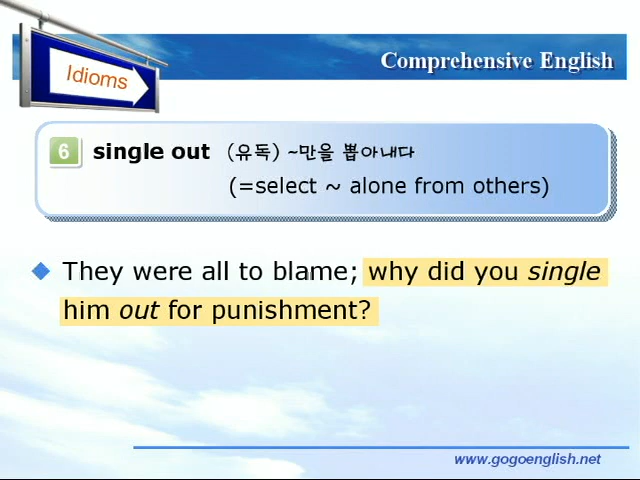 Idioms
Comprehensive English
6 single out (유독) ~만을 뽑아내다
(=select ~ alone from others)
They were all to blame; why did you single
him out for punishment?
www.gogoenglish.net